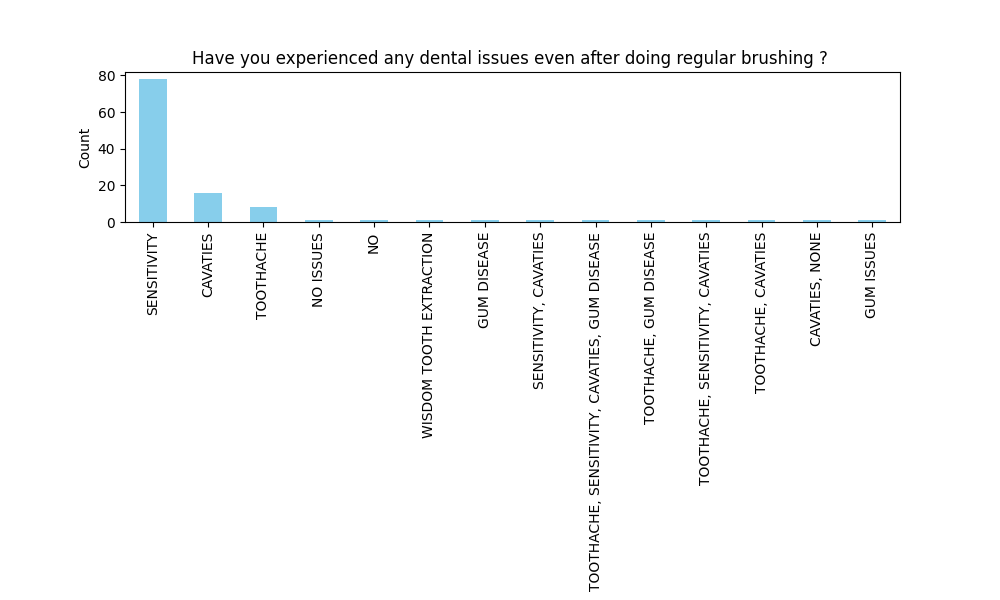 Have you experienced any dental issues even after doing regular brushing ?
Count
80
60
40
20
0
SENSITIVITY
CAVATIES
TOOTHACHE
NO ISSUES
NO
WISDOM TOOTH EXTRACTION
GUM DISEASE
SENSITIVITY, CAVATIES
TOOTHACHE, SENSITIVITY, CAVATIES, GUM DISEASE
TOOTHACHE, GUM DISEASE
TOOTHACHE, SENSITIVITY, CAVATIES
TOOTHACHE, CAVATIES
CAVATIES, NONE
GUM ISSUES